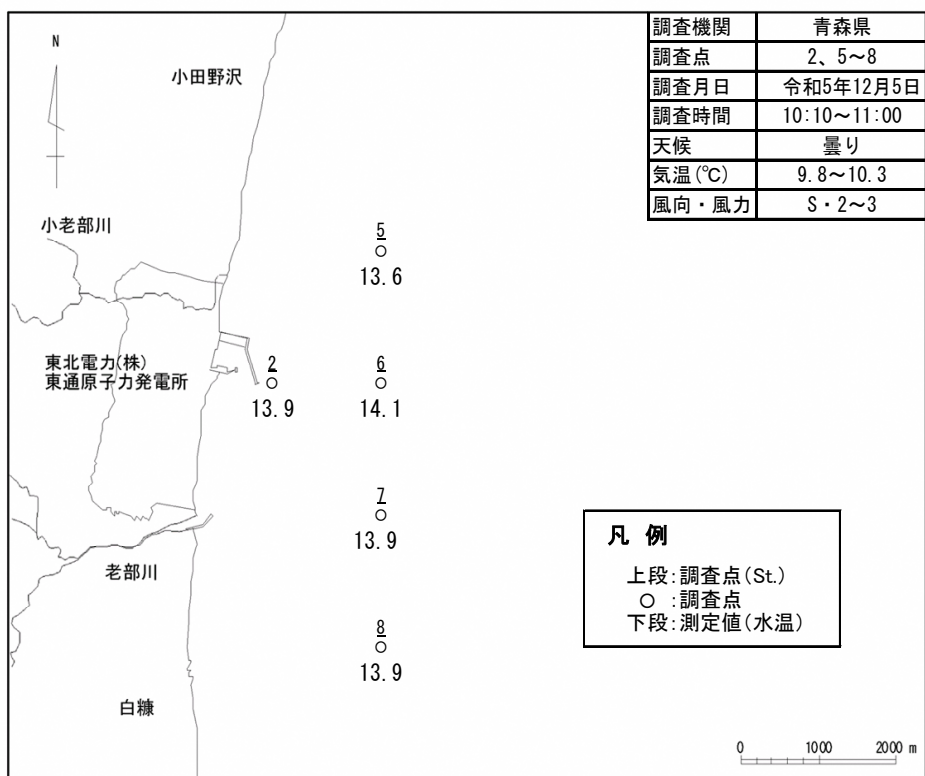 調査機関 青森県
調査点 2、5～8
調査月日 令和5年12月5日
調査時間 10:10～11:00
天候 曇り
気温(℃) 9.8～10.3
風向・風力 S・2～3
N
小田野沢
小老部川
5
13.6
東北電力(株)
東通原子力発電所
2
13.9
6
14.1
7
13.9
老部川
8
13.9
白糠
凡 例
上段:調査点(St.)
○ :調査点
下段:測定値(水温)
0 1000 2000 m